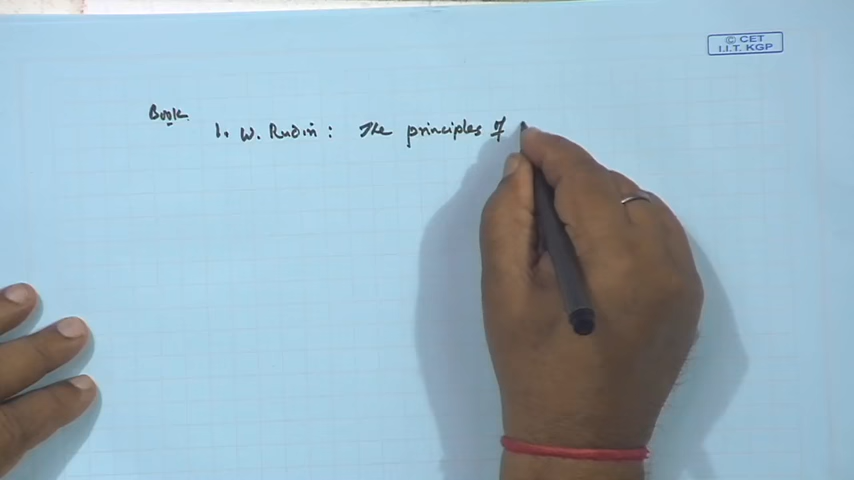 © CET
I.I.T. KGP
Book
1. W. Rudin : The principles of